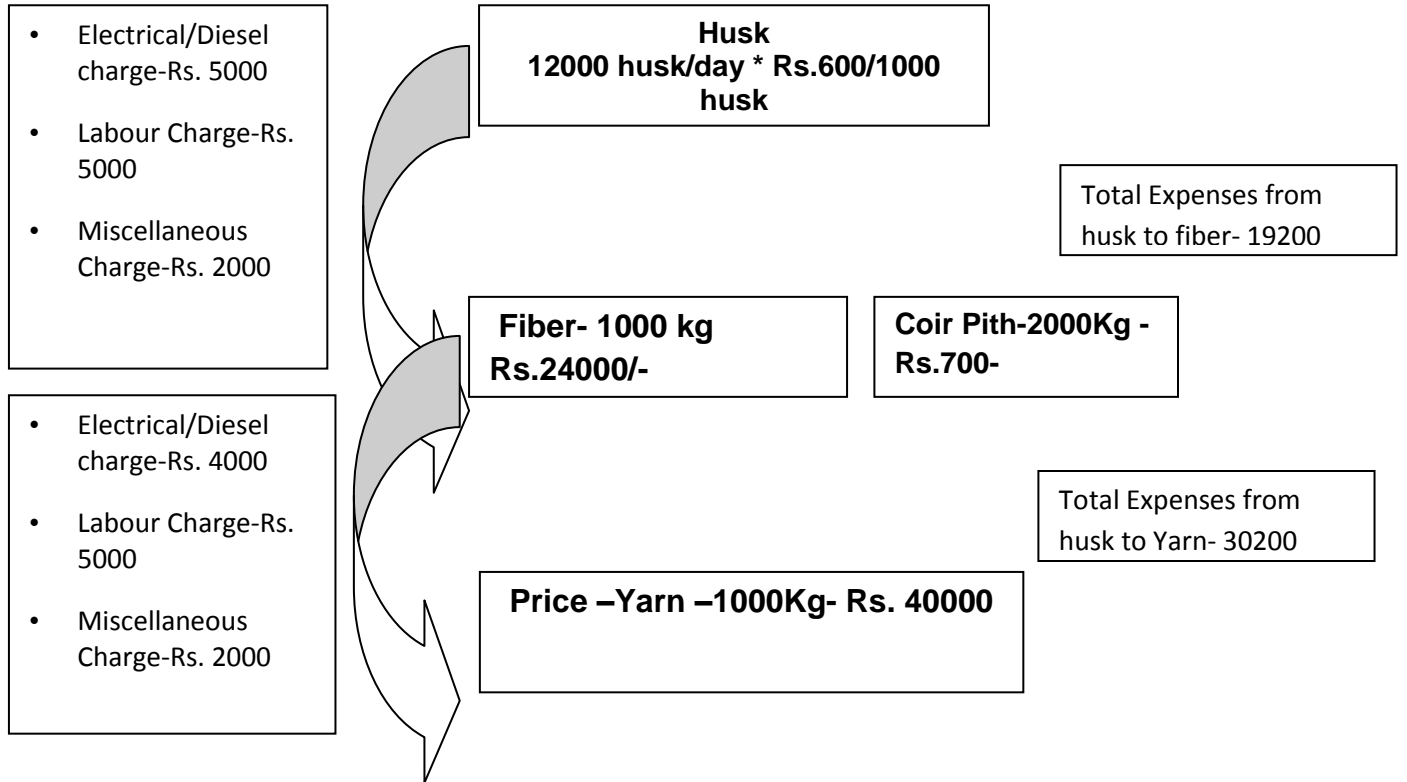 • Electrical/Diesel
charge-Rs. 5000
• Labour Charge-Rs.
5000
• Miscellaneous
Charge-Rs. 2000
Husk
12000 husk/day * Rs.600/1000
husk
Total Expenses from
husk to fiber- 19200
Fiber- 1000 kg
Rs.24000/-
Coir Pith-2000Kg -
Rs.700-
• Electrical/Diesel
charge-Rs. 4000
• Labour Charge-Rs.
5000
• Miscellaneous
Charge-Rs. 2000
Total Expenses from
husk to Yarn- 30200
Price –Yarn –1000Kg- Rs. 40000